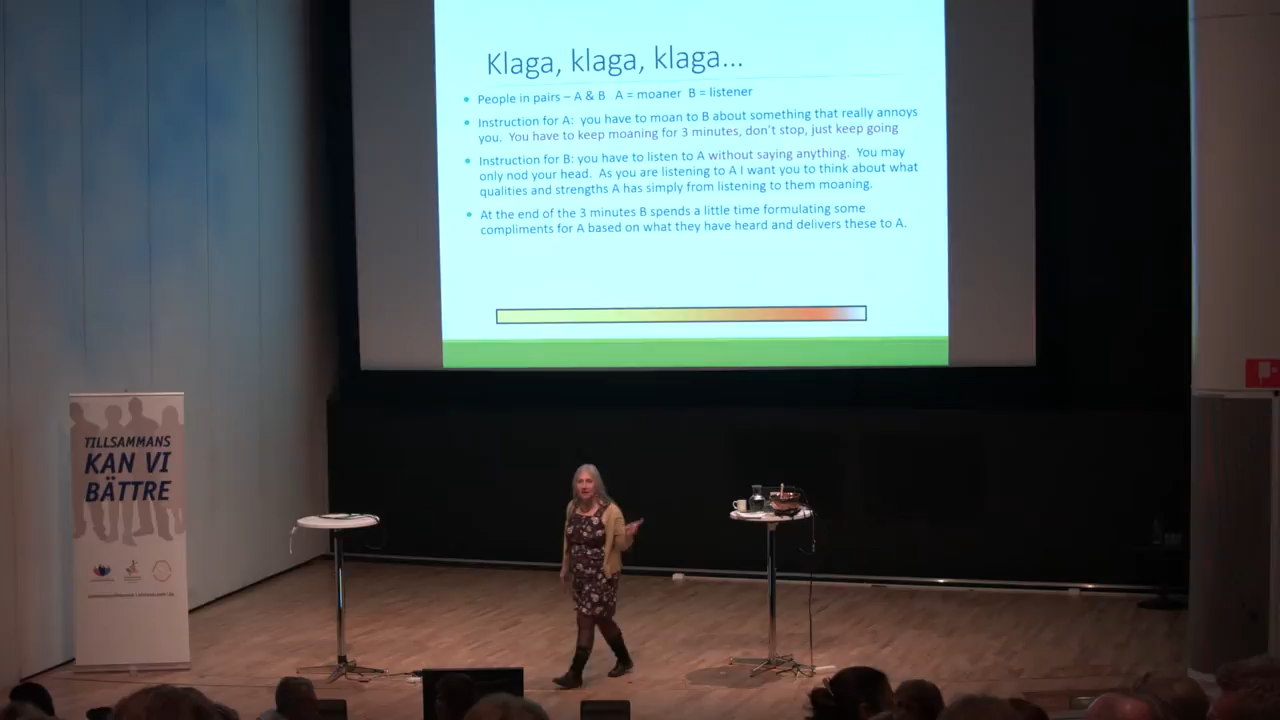 Klaga, klaga, klaga...
People in pairs – A & B A = moaner B = listener
Instruction for A: you have to moan to B about something that really annoys
you. You have to keep moaning for 3 minutes, don't stop, just keep going
Instruction for B: you have to listen to A without saying anything. You may
only nod your head. As you are listening to A I want you to think about what
qualities and strengths A has simply from listening to them moaning.
At the end of the 3 minutes B spends a little time formulating some
compliments for A based on what they have heard and delivers these to A.
TILLSAMMANS
KAN VI
BÄTTRE